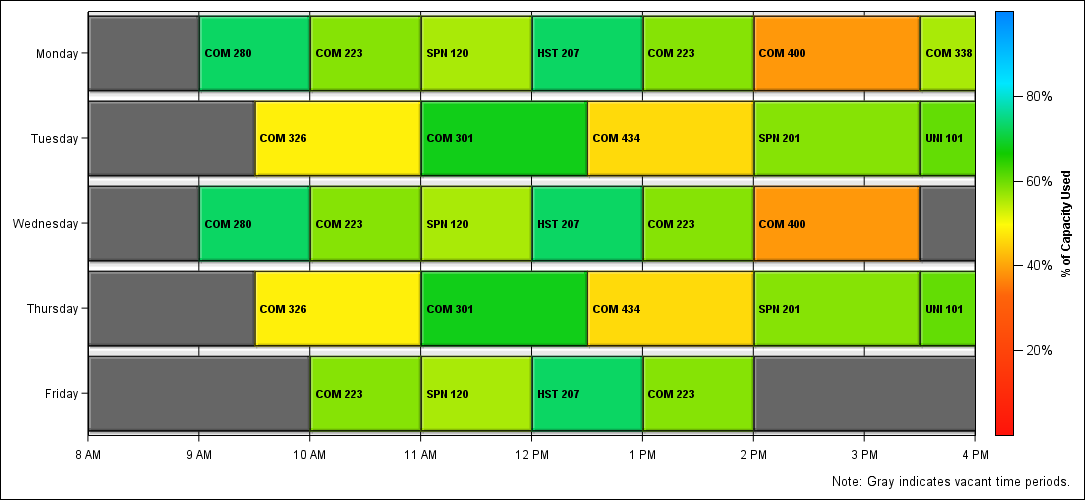 Monday COM 280 COM 223 SPN 120 HST 207 COM 223 COM 400 COM 338
Tuesday COM 326 COM 301 COM 434 SPN 201 UNI 101
Wednesday COM 280 COM 223 SPN 120 HST 207 COM 223 COM 400
Thursday COM 326 COM 301 COM 434 SPN 201 UNI 101
Friday COM 223 SPN 120 HST 207 COM 223
8 AM 9 AM 10 AM 11 AM 12 PM 1 PM 2 PM 3 PM 4 PM
80%
60%
40%
20%
% of Capacity Used
Note: Gray indicates vacant time periods.